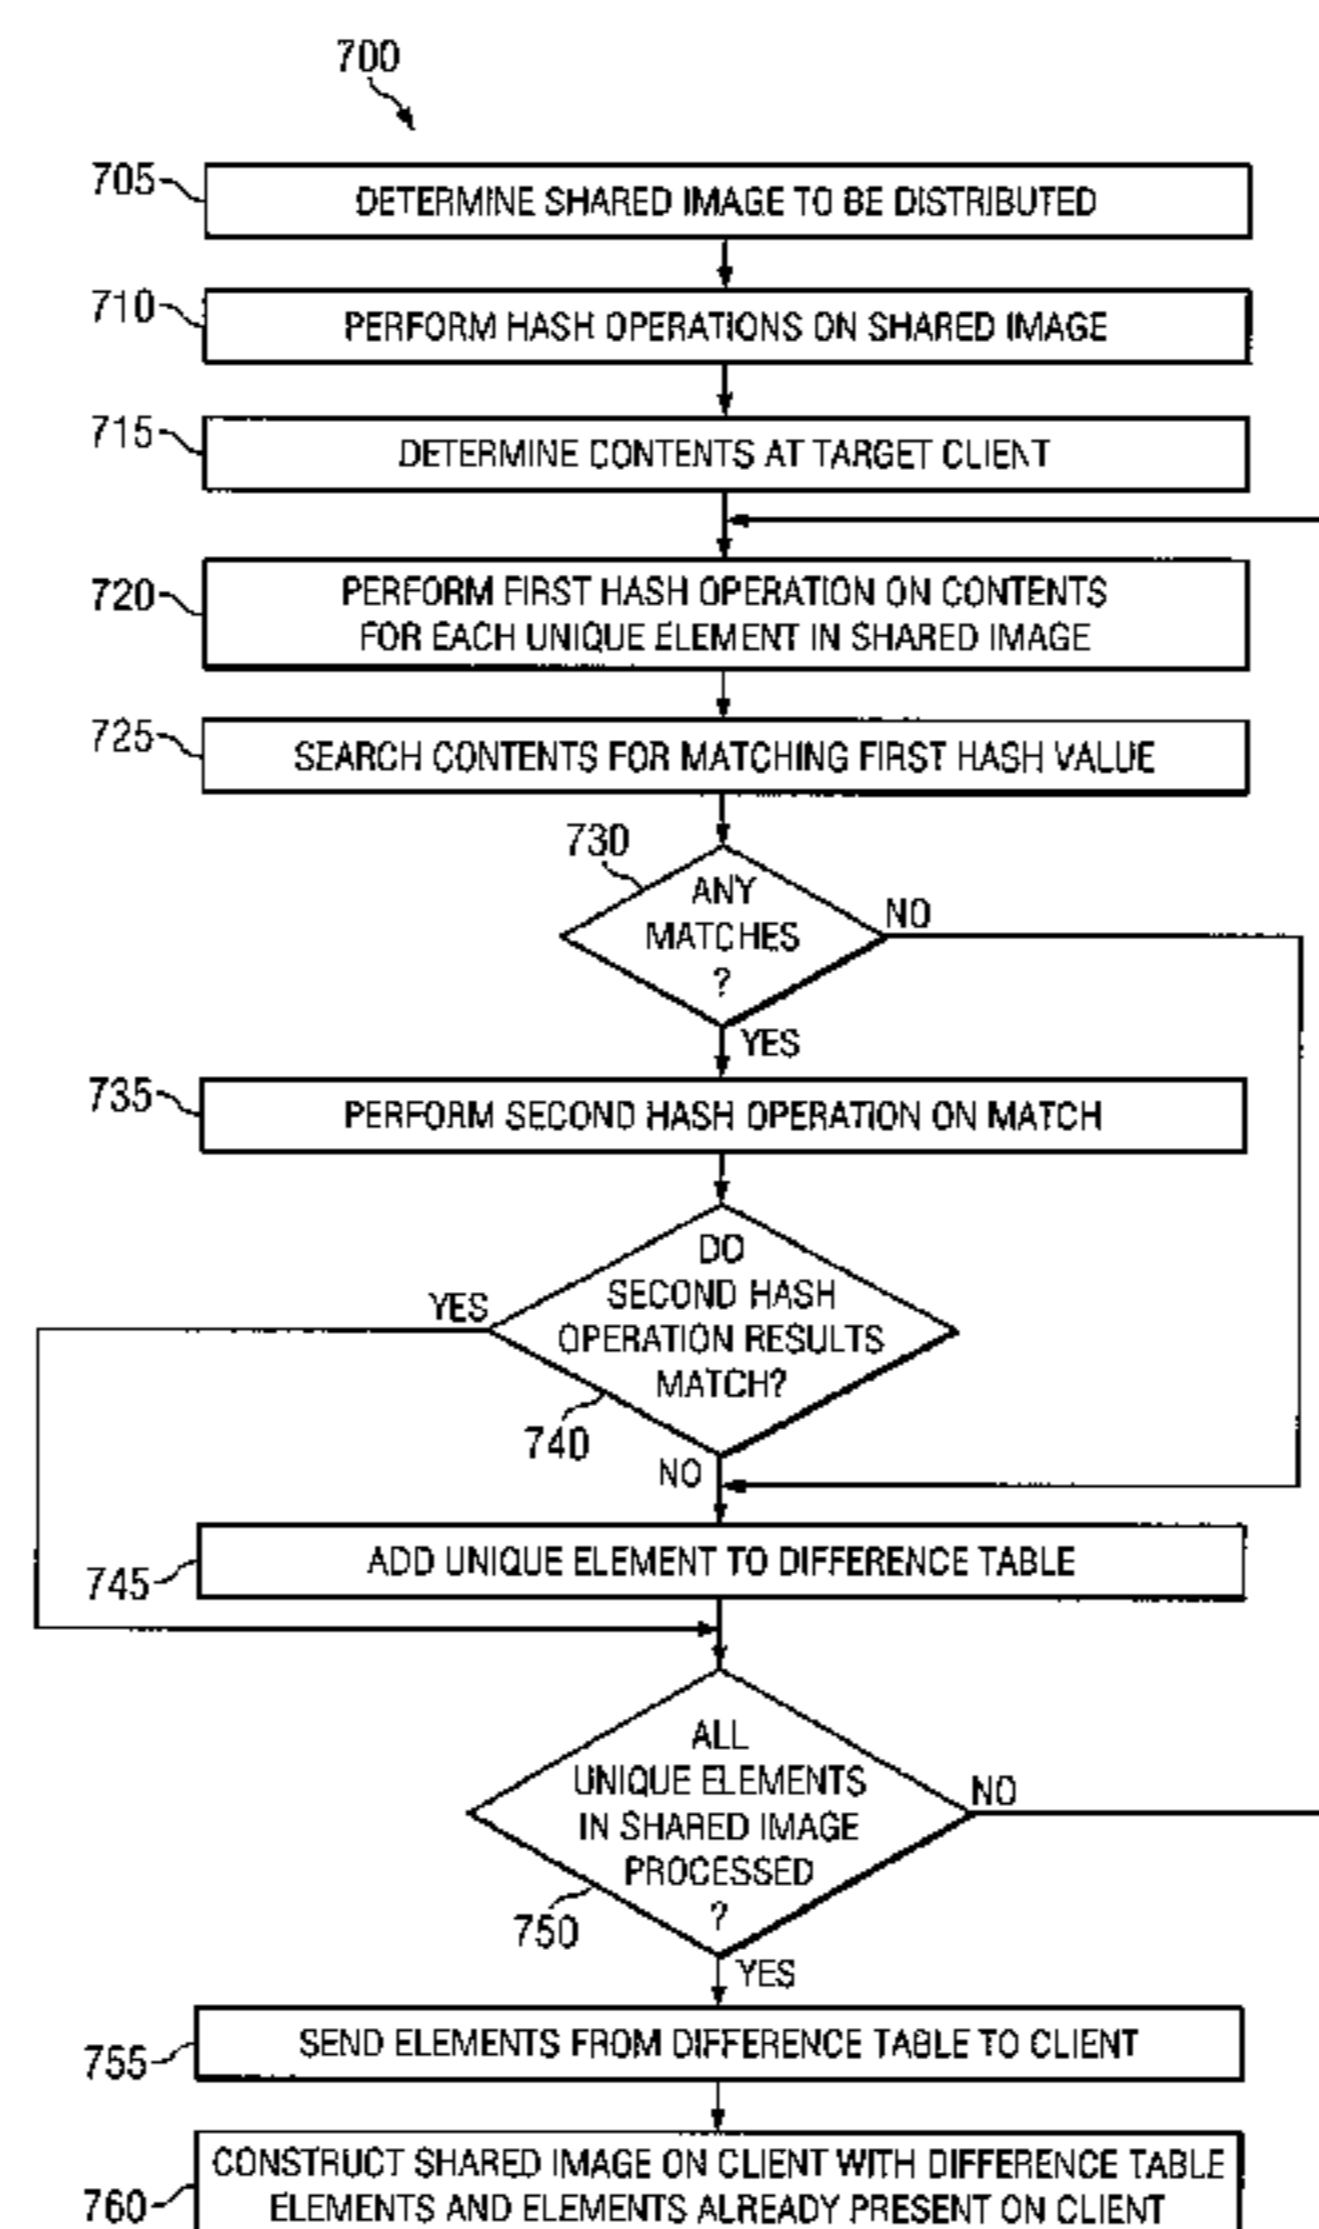 700
705
DETERMINE SHARED IMAGE TO BE DISTRIBUTED
710
PERFORM HASH OPERATIONS ON SHARED IMAGE
715
DETERMINE CONTENTS AT TARGET CLIENT
720
PERFORM FIRST HASH OPERATION ON CONTENTS
FOR EACH UNIQUE ELEMENT IN SHARED IMAGE
725
SEARCH CONTENTS FOR MATCHING FIRST HASH VALUE
730
ANY
MATCHES
?
NO
YES
735
PERFORM SECOND HASH OPERATION ON MATCH
DO
SECOND HASH
OPERATION RESULTS
MATCH?
YES
740
NO
745
ADD UNIQUE ELEMENT TO DIFFERENCE TABLE
ALL
UNIQUE ELEMENTS
IN SHARED IMAGE
PROCESSED
?
NO
750
YES
755
SEND ELEMENTS FROM DIFFERENCE TABLE TO CLIENT
760
CONSTRUCT SHARED IMAGE ON CLIENT WITH DIFFERENCE TABLE
ELEMENTS AND ELEMENTS ALREADY PRESENT ON CLIENT